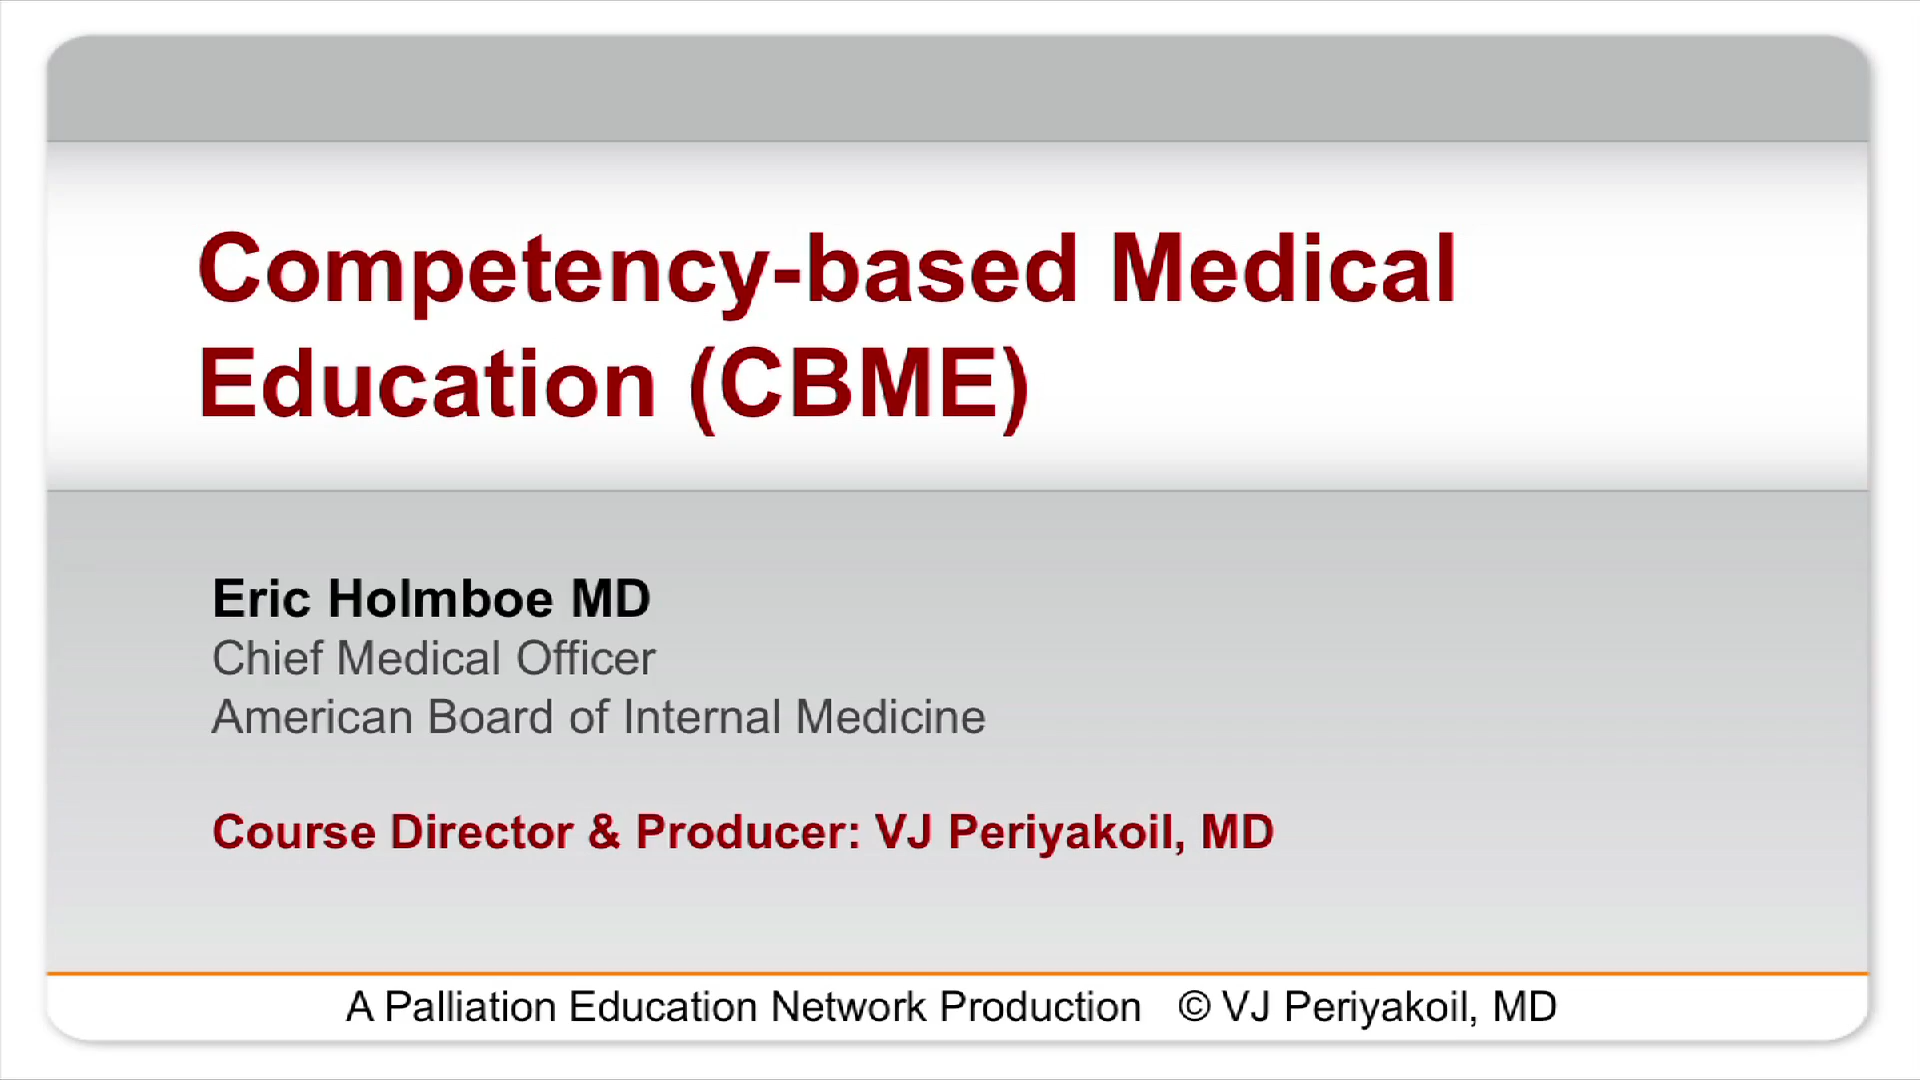 Competency-based Medical
Education (CBME)
Eric Holmboe MD
Chief Medical Officer
American Board of Internal Medicine
Course Director & Producer: VJ Periyakoil, MD
A Palliation Education Network Production © VJ Periyakoil, MD